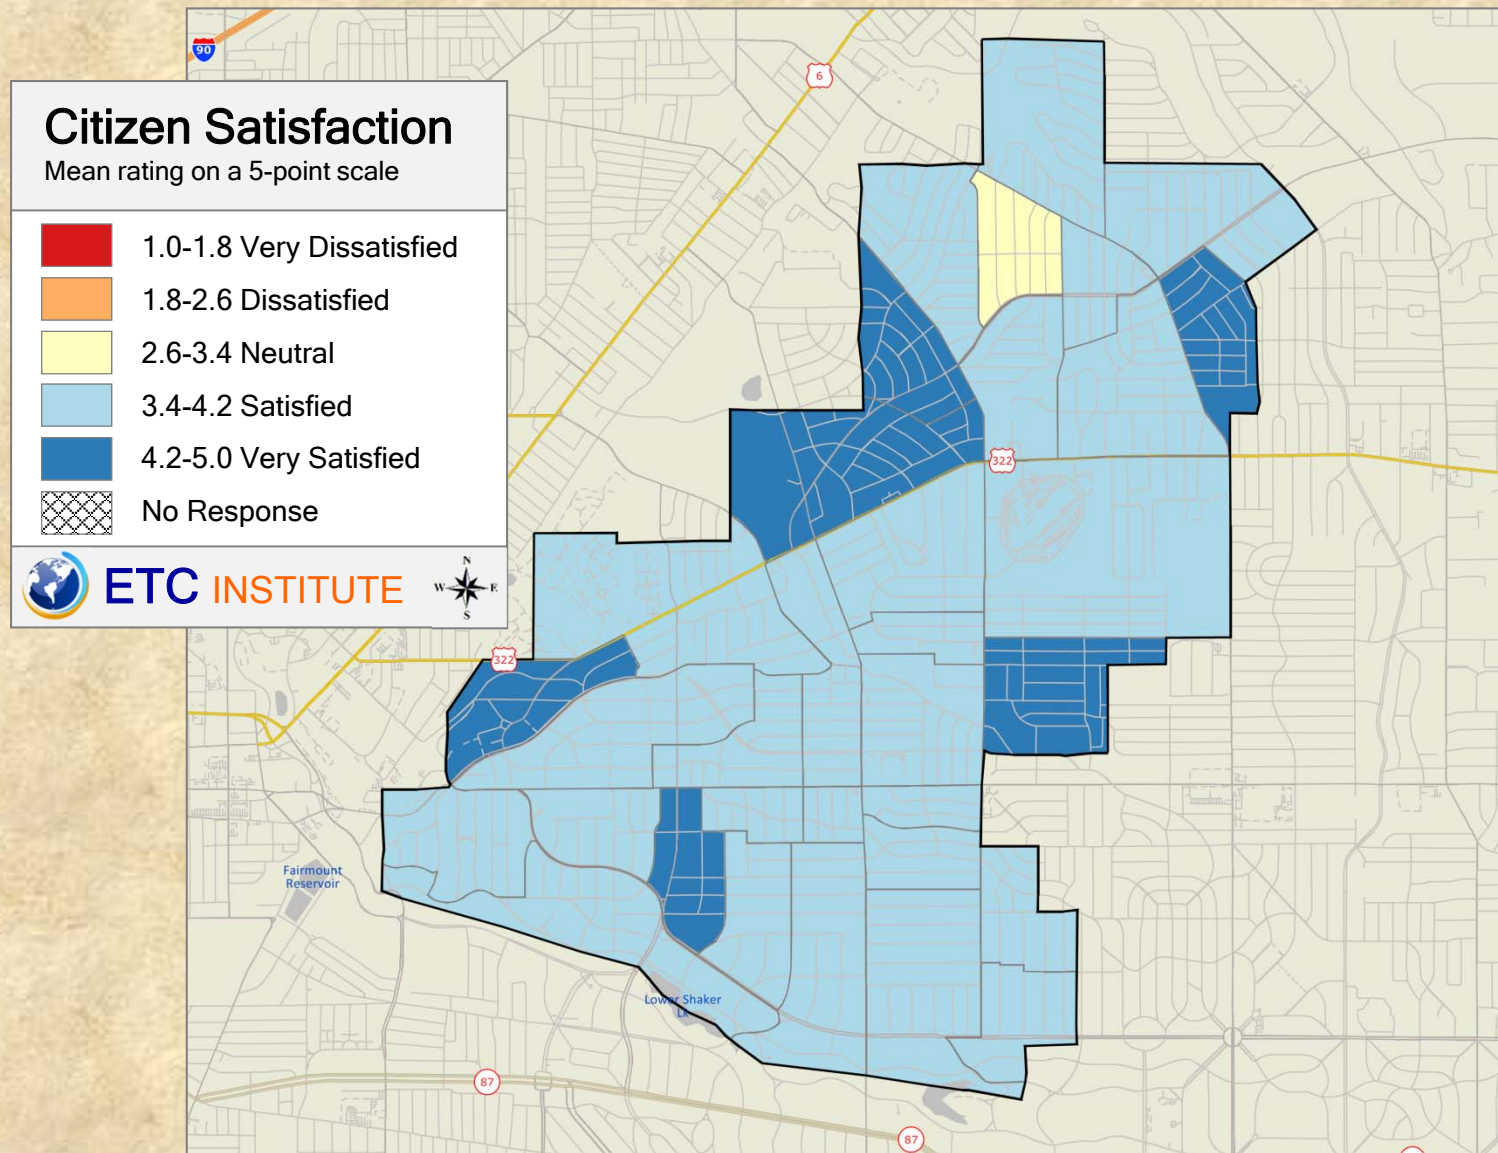 90
6
Citizen Satisfaction
Mean rating on a 5-point scale
1.0-1.8 Very Dissatisfied
1.8-2.6 Dissatisfied
2.6-3.4 Neutral
3.4-4.2 Satisfied
4.2-5.0 Very Satisfied
No Response
ETC INSTITUTE
N
W E
S
322
322
Fairmount
Reservoir
Lower Shaker
Lk
87
87